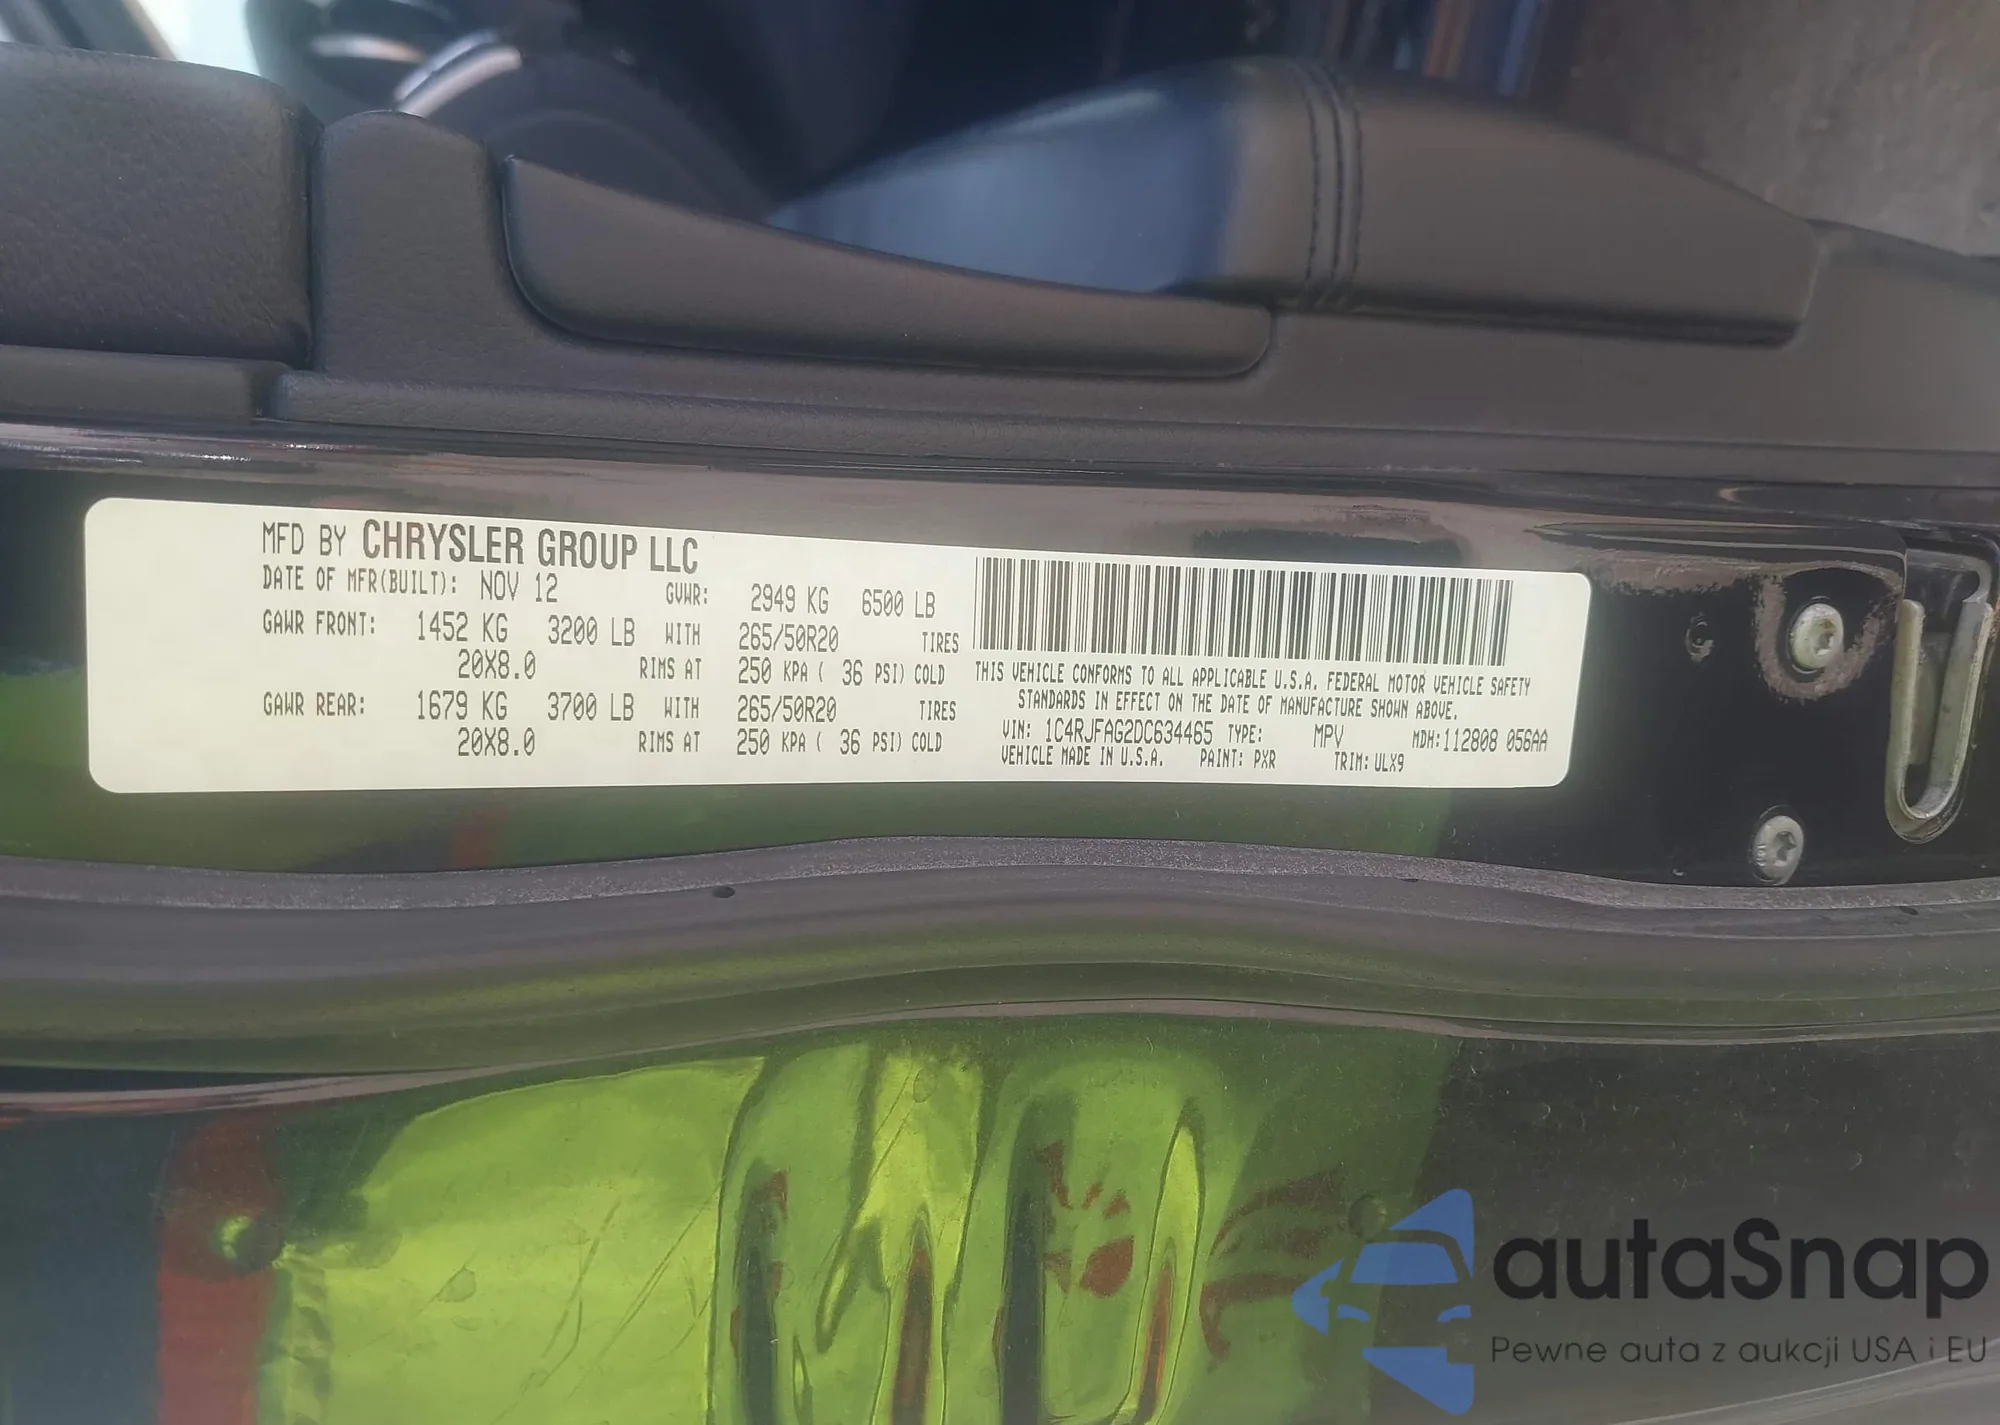 MFD BY CHRYSLER GROUP LLC
DATE OF MFR(BUILT): NOV 12 GVWR: 2949 KG 6500 LB
GAWR FRONT: 1452 KG 3200 LB WITH 265/50R20 TIRES
20X8.0 RIMS AT 250 KPA ( 36 PSI) COLD
GAWR REAR: 1679 KG 3700 LB WITH 265/50R20 TIRES
20X8.0 RIMS AT 250 KPA ( 36 PSI) COLD
THIS VEHICLE CONFORMS TO ALL APPLICABLE U.S.A. FEDERAL MOTOR VEHICLE SAFETY
STANDARDS IN EFFECT ON THE DATE OF MANUFACTURE SHOWN ABOVE.
VIN: 1C4RJFAG2DC634465 TYPE: MPV MDH:112808 056AA
VEHICLE MADE IN U.S.A. PAINT: PXR TRIM: ULX9
autaSnap
Pewne auta z aukcji USA i EU